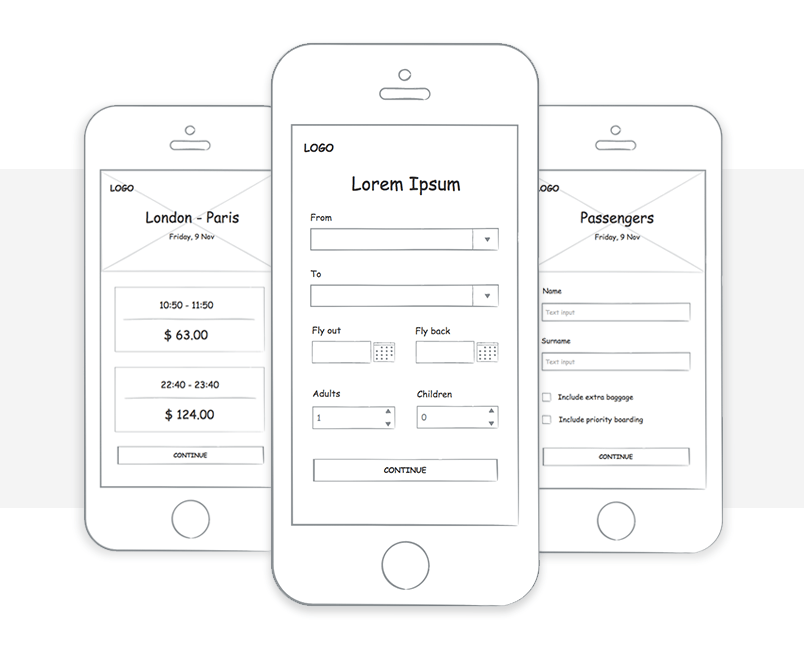 LOGO
London - Paris
Friday, 9 Nov
10:50 - 11:50
$ 63.00
22:40 - 23:40
$ 124.00
CONTINUE
LOGO
Lorem Ipsum
From
To
Fly out Fly back
Adults Children
1 0
CONTINUE
LOGO
Passengers
Friday, 9 Nov
Name
Text input
Surname
Text input
Include extra baggage
Include priority boarding
CONTINUE